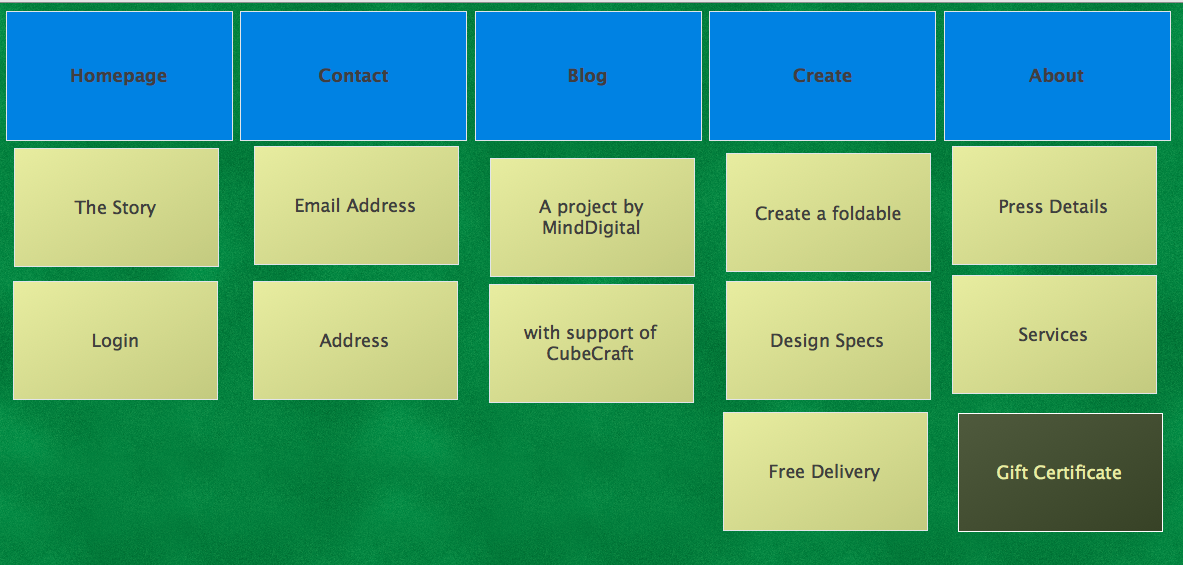 Homepage
Contact
Blog
Create
About
The Story
Email Address
A project by
MindDigital
Create a foldable
Press Details
Login
Address
with support of
CubeCraft
Design Specs
Services
Free Delivery
Gift Certificate